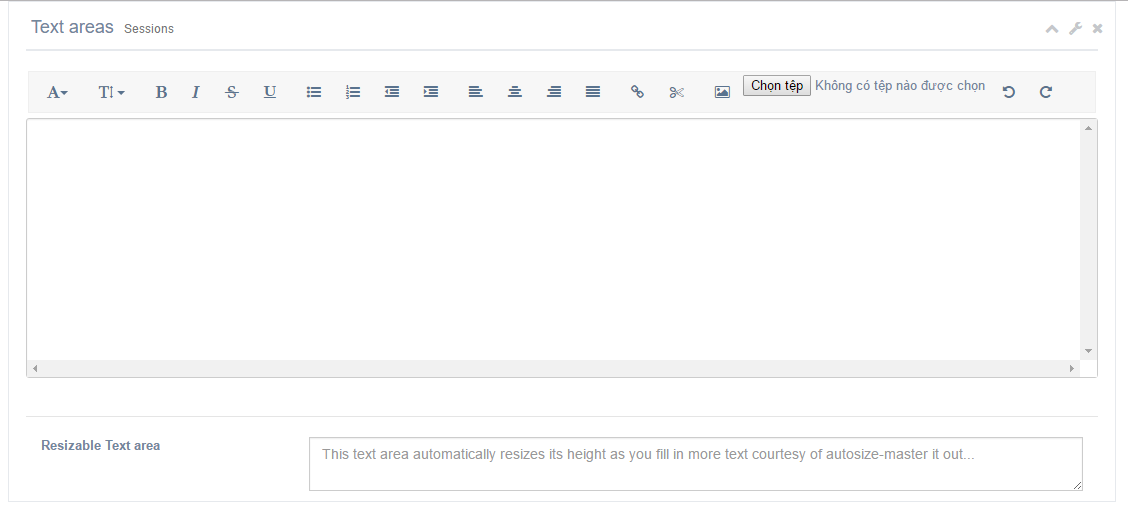 Text areas Sessions
Chọn tệp Không có tệp nào được chọn
Resizable Text area
This text area automatically resizes its height as you fill in more text courtesy of autosize-master it out...